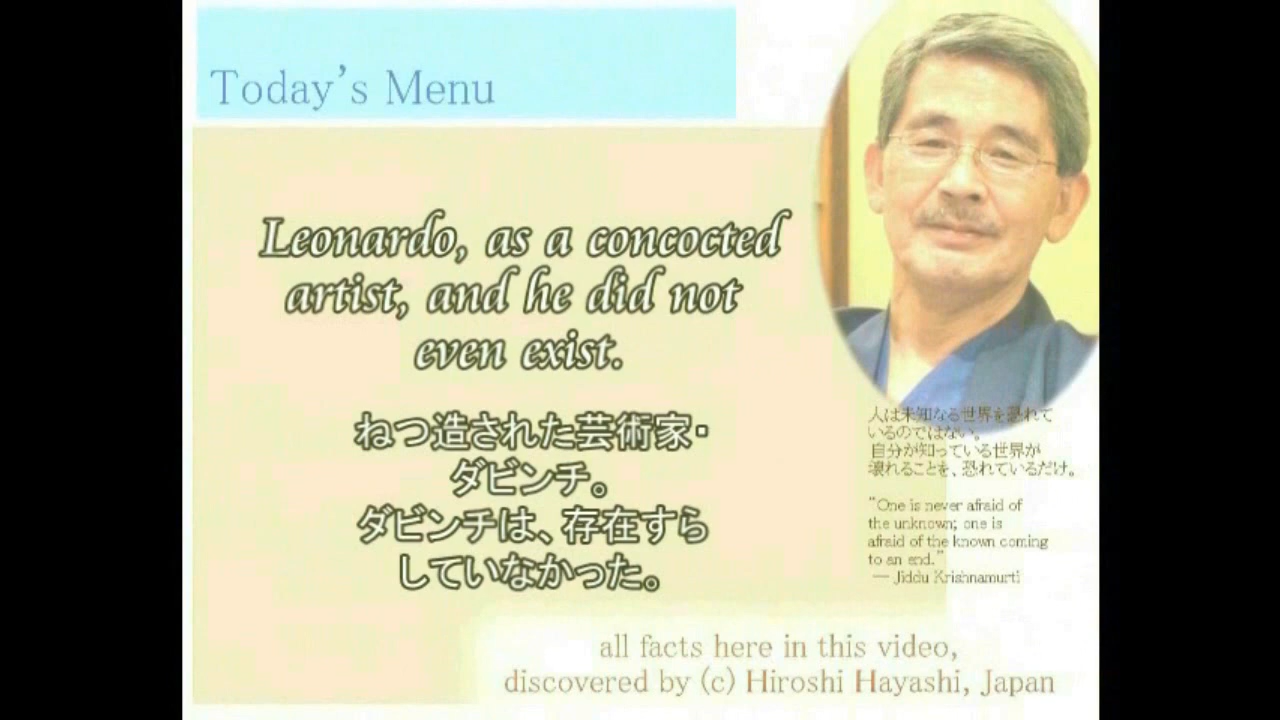 Today's Menu
Leonardo, as a concocted
artist, and he did not
even exist.
ねつ造された芸術家・
ダビンチ。
ダビンチは、存在すら
していなかった。
人は未知なる世界を恐れて
いるのではない。
自分が知っている世界が
壊れることを、恐れているだけ。
“One is never afraid of
the unknown; one is
afraid of the known coming
to an end.”
― Jiddu Krishnamurti
all facts here in this video,
discovered by (c) Hiroshi Hayashi, Japan